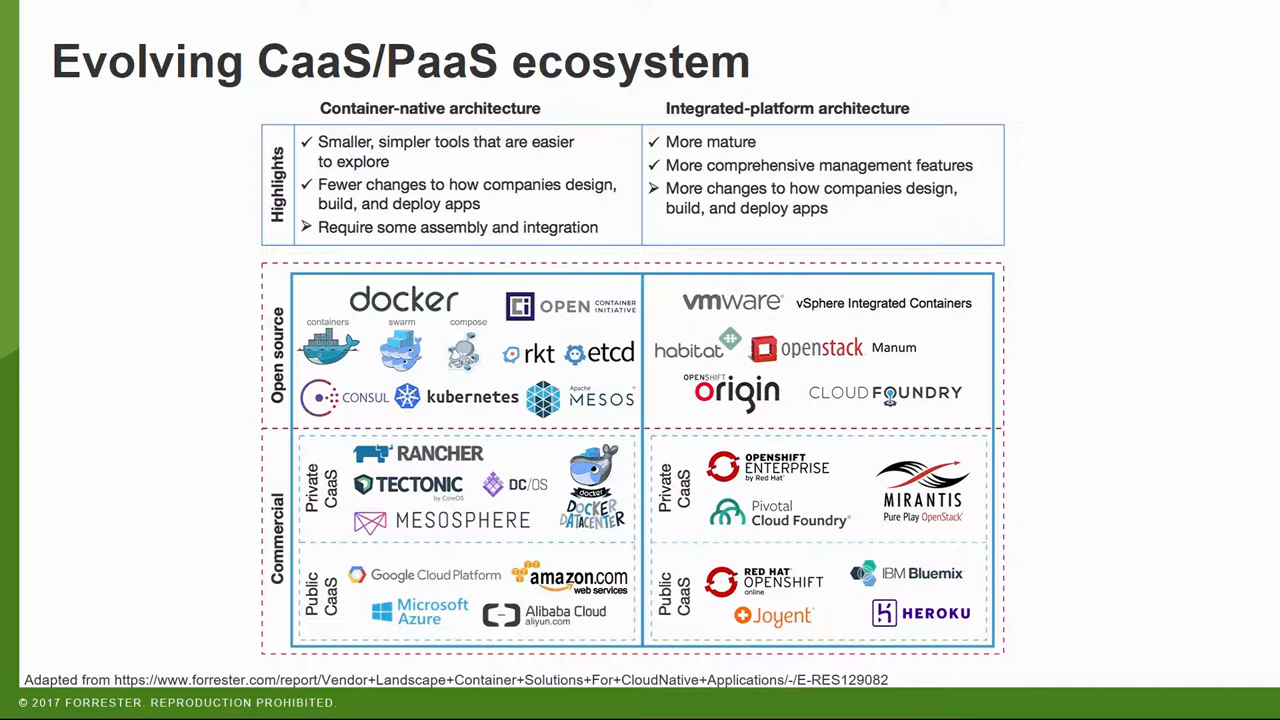 Evolving CaaS/PaaS ecosystem
Container-native architecture
Integrated-platform architecture
Highlights
✓ Smaller, simpler tools that are easier
to explore
✓ Fewer changes to how companies design,
build, and deploy apps
➢ Require some assembly and integration
✓ More mature
✓ More comprehensive management features
➢ More changes to how companies design,
build, and deploy apps
Open source
docker
Ci OPEN CONTAINER
INITIATIVE
containers
swarm
compose
rkt
etcd
CONSUL
kubernetes
Apache
MESOS™
vmware®
vSphere Integrated Containers
habitat
openstack.
Manum
OPENSHIFT
origin
CLOUD FOUNDRY
Commercial
Private
CaaS
RANCHER
TECTONIC
by CoreOS
DC/OS
MESOSPHERE
docker
DOCKER
DATACENTER
Private
CaaS
OPENSHIFT
ENTERPRISE
by Red Hat®
MIRANTIS
Pure Play OpenStack®
Pivotal
Cloud Foundry®
Public
CaaS
Google Cloud Platform
amazon.com
web services
Microsoft
Azure
Alibaba Cloud
aliyun.com
Public
CaaS
RED HAT®
OPENSHIFT
online
IBM Bluemix
Joyent®
HEROKU
Adapted from https://www.forrester.com/report/Vendor+Landscape+Container+Solutions+For+CloudNative+Applications/-/E-RES129082
© 2017 FORRESTER. REPRODUCTION PROHIBITED.